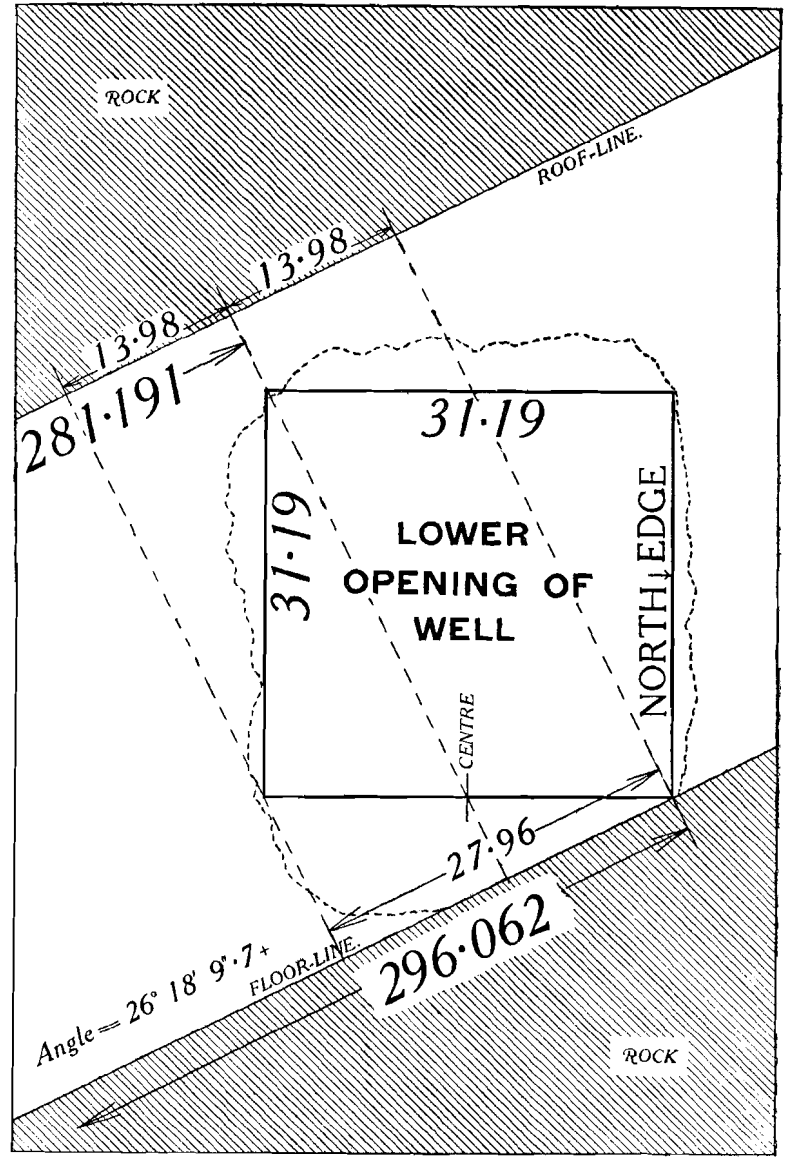 ROCK
ROOF-LINE.
13·98
13·98
281·191
31·19
31·19
LOWER
OPENING OF
WELL
NORTH EDGE
CENTRE
27·96
296·062
FLOOR-LINE.
Angle = 26° 18' 9"·7+
ROCK